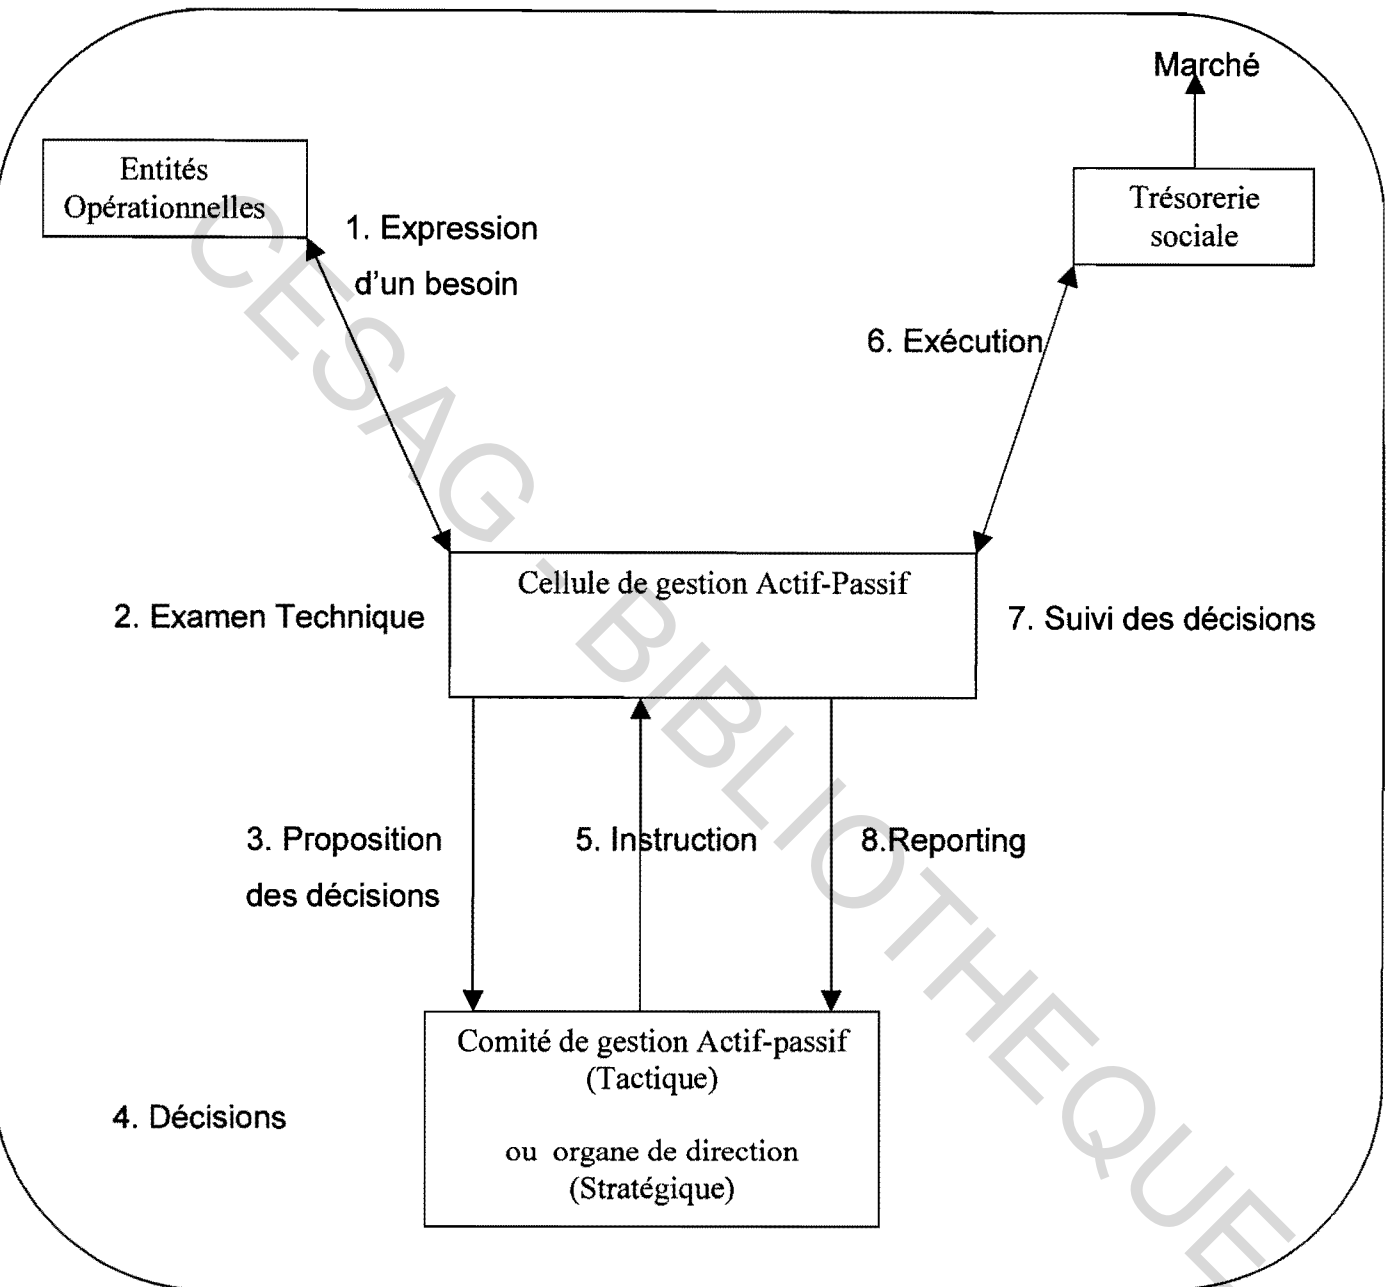 Marché
Entités
Opérationnelles
Trésorerie
sociale
1. Expression
d'un besoin
6. Exécution
Cellule de gestion Actif-Passif
2. Examen Technique
7. Suivi des décisions
3. Proposition
des décisions
5. Instruction
8.Reporting
Comité de gestion Actif-passif
(Tactique)
4. Décisions
ou organe de direction
(Stratégique)
CESAG - BIBLIOTHEQUE